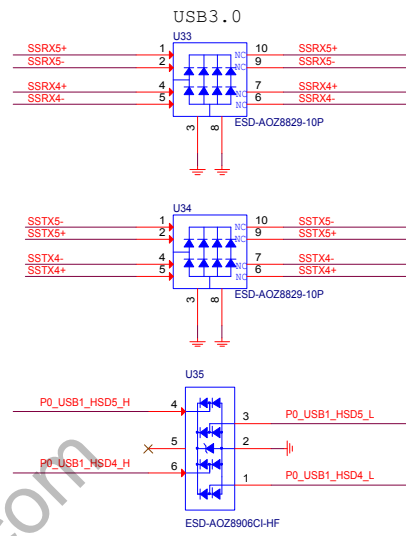 USB3.0
U33
SSRX5+ 1 10 SSRX5+
SSRX5- 2 NC 9 SSRX5-
SSRX4+ 4 7 SSRX4+
SSRX4- 5 NC 6 SSRX4-
ESD-AOZ8829-10P
3 8
U34
SSTX5- 1 NC 10 SSTX5-
SSTX5+ 2 NC 9 SSTX5+
SSTX4- 4 7 SSTX4-
SSTX4+ 5 NC 6 SSTX4+
ESD-AOZ8829-10P
3 8
U35
P0_USB1_HSD5_H 4
3 P0_USB1_HSD5_L
5 2
P0_USB1_HSD4_H 6
1 P0_USB1_HSD4_L
ESD-AOZ8906CI-HF
.com